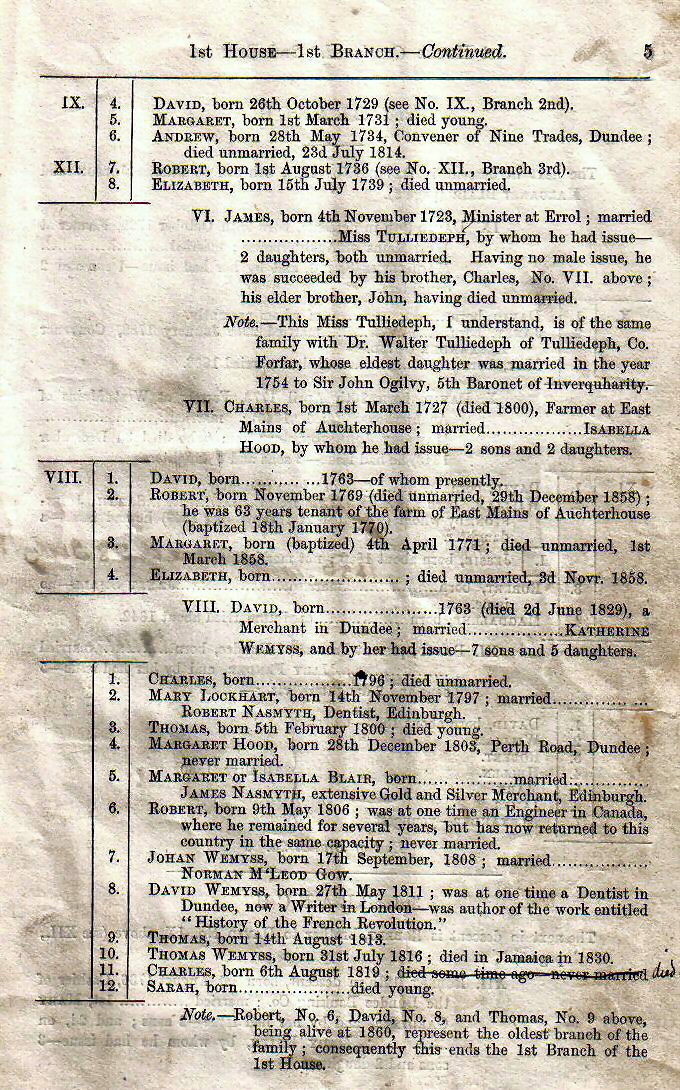 1st House—1st Branch.—Continued. 5
IX. 4. David, born 26th October 1729 (see No. IX., Branch 2nd).
5. Margaret, born 1st March 1731 ; died young.
6. Andrew, born 28th May 1734, Convener of Nine Trades, Dundee ;
died unmarried, 23d July 1814.
XII. 7. Robert, born 1st August 1736 (see No. XII., Branch 3rd).
8. Elizabeth, born 15th July 1739 ; died unmarried.
VI. James, born 4th November 1723, Minister at Errol ; married
..................Miss Tulliedeph, by whom he had issue—
2 daughters, both unmarried. Having no male issue, he
was succeeded by his brother, Charles, No. VII. above ;
his elder brother, John, having died unmarried.
Note.—This Miss Tulliedeph, I understand, is of the same
family with Dr. Walter Tulliedeph of Tulliedeph, Co.
Forfar, whose eldest daughter was married in the year
1754 to Sir John Ogilvy, 5th Baronet of Inverquharity.
VII. Charles, born 1st March 1727 (died 1800), Farmer at East
Mains of Auchterhouse ; married...............Isabella
Hood, by whom he had issue—2 sons and 2 daughters.
VIII. 1. David, born............ ...1763—of whom presently.
2. Robert, born November 1769 (died unmarried, 29th December 1858) ;
he was 63 years tenant of the farm of East Mains of Auchterhouse
(baptized 18th January 1770).
3. Margaret, born (baptized) 4th April 1771 ; died unmarried, 1st
March 1858.
4. Elizabeth, born........................ ; died unmarried, 3d Novr. 1858.
VIII. David, born.....................1763 (died 2d June 1829), a
Merchant in Dundee ; married..................Katherine
Wemyss, and by her had issue—7 sons and 5 daughters.
1. Charles, born..................1796 ; died unmarried.
2. Mary Lockhart, born 14th November 1797 ; married............... ...
Robert Nasmyth, Dentist, Edinburgh.
3. Thomas, born 5th February 1800 ; died young.
4. Margaret Hood, born 28th December 1803, Perth Road, Dundee ;
never married.
5. Margaret or Isabella Blair, born...... ............married..............
James Nasmyth, extensive Gold and Silver Merchant, Edinburgh.
6. Robert, born 9th May 1806 ; was at one time an Engineer in Canada,
where he remained for several years, but has now returned to this
country in the same capacity ; never married.
7. Johan Wemyss, born 17th September, 1808 ; married..................
Norman M'Leod Gow.
8. David Wemyss, born 27th May 1811 ; was at one time a Dentist in
Dundee, now a Writer in London—was author of the work entitled
"History of the French Revolution."
9. Thomas, born 14th August 1813.
10. Thomas Wemyss, born 31st July 1816 ; died in Jamaica in 1830.
11. Charles, born 6th August 1819 ; died some time ago—never married died
12. Sarah, born.....................died young.
Note.—Robert, No. 6, David, No. 8, and Thomas, No. 9 above,
being alive at 1860, represent the oldest branch of the
family ; consequently this ends the 1st Branch of the
1st House.